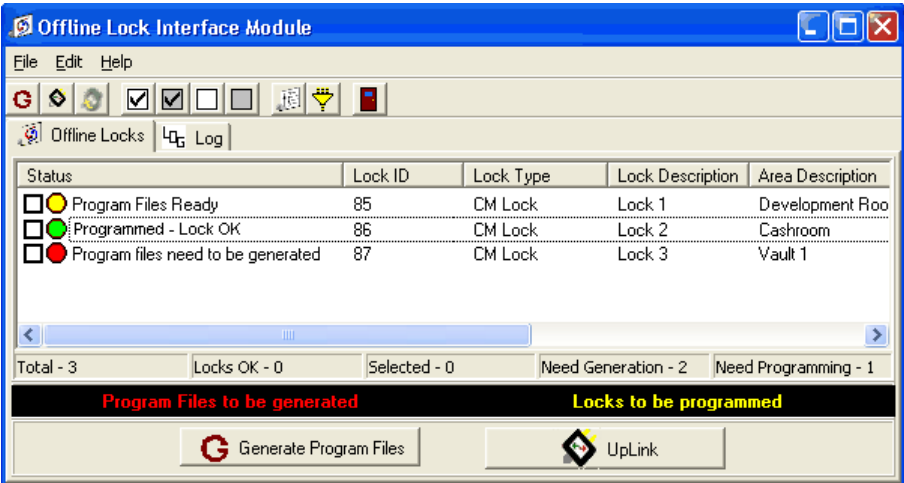 Offline Lock Interface Module
File Edit Help
Offline Locks LOG Log
Status Lock ID Lock Type Lock Description Area Description
Program Files Ready 85 CM Lock Lock 1 Development Roo
Programmed - Lock OK 86 CM Lock Lock 2 Cashroom
Program files need to be generated 87 CM Lock Lock 3 Vault 1
Total - 3 Locks OK - 0 Selected - 0 Need Generation - 2 Need Programming - 1
Program Files to be generated Locks to be programmed
G Generate Program Files UpLink